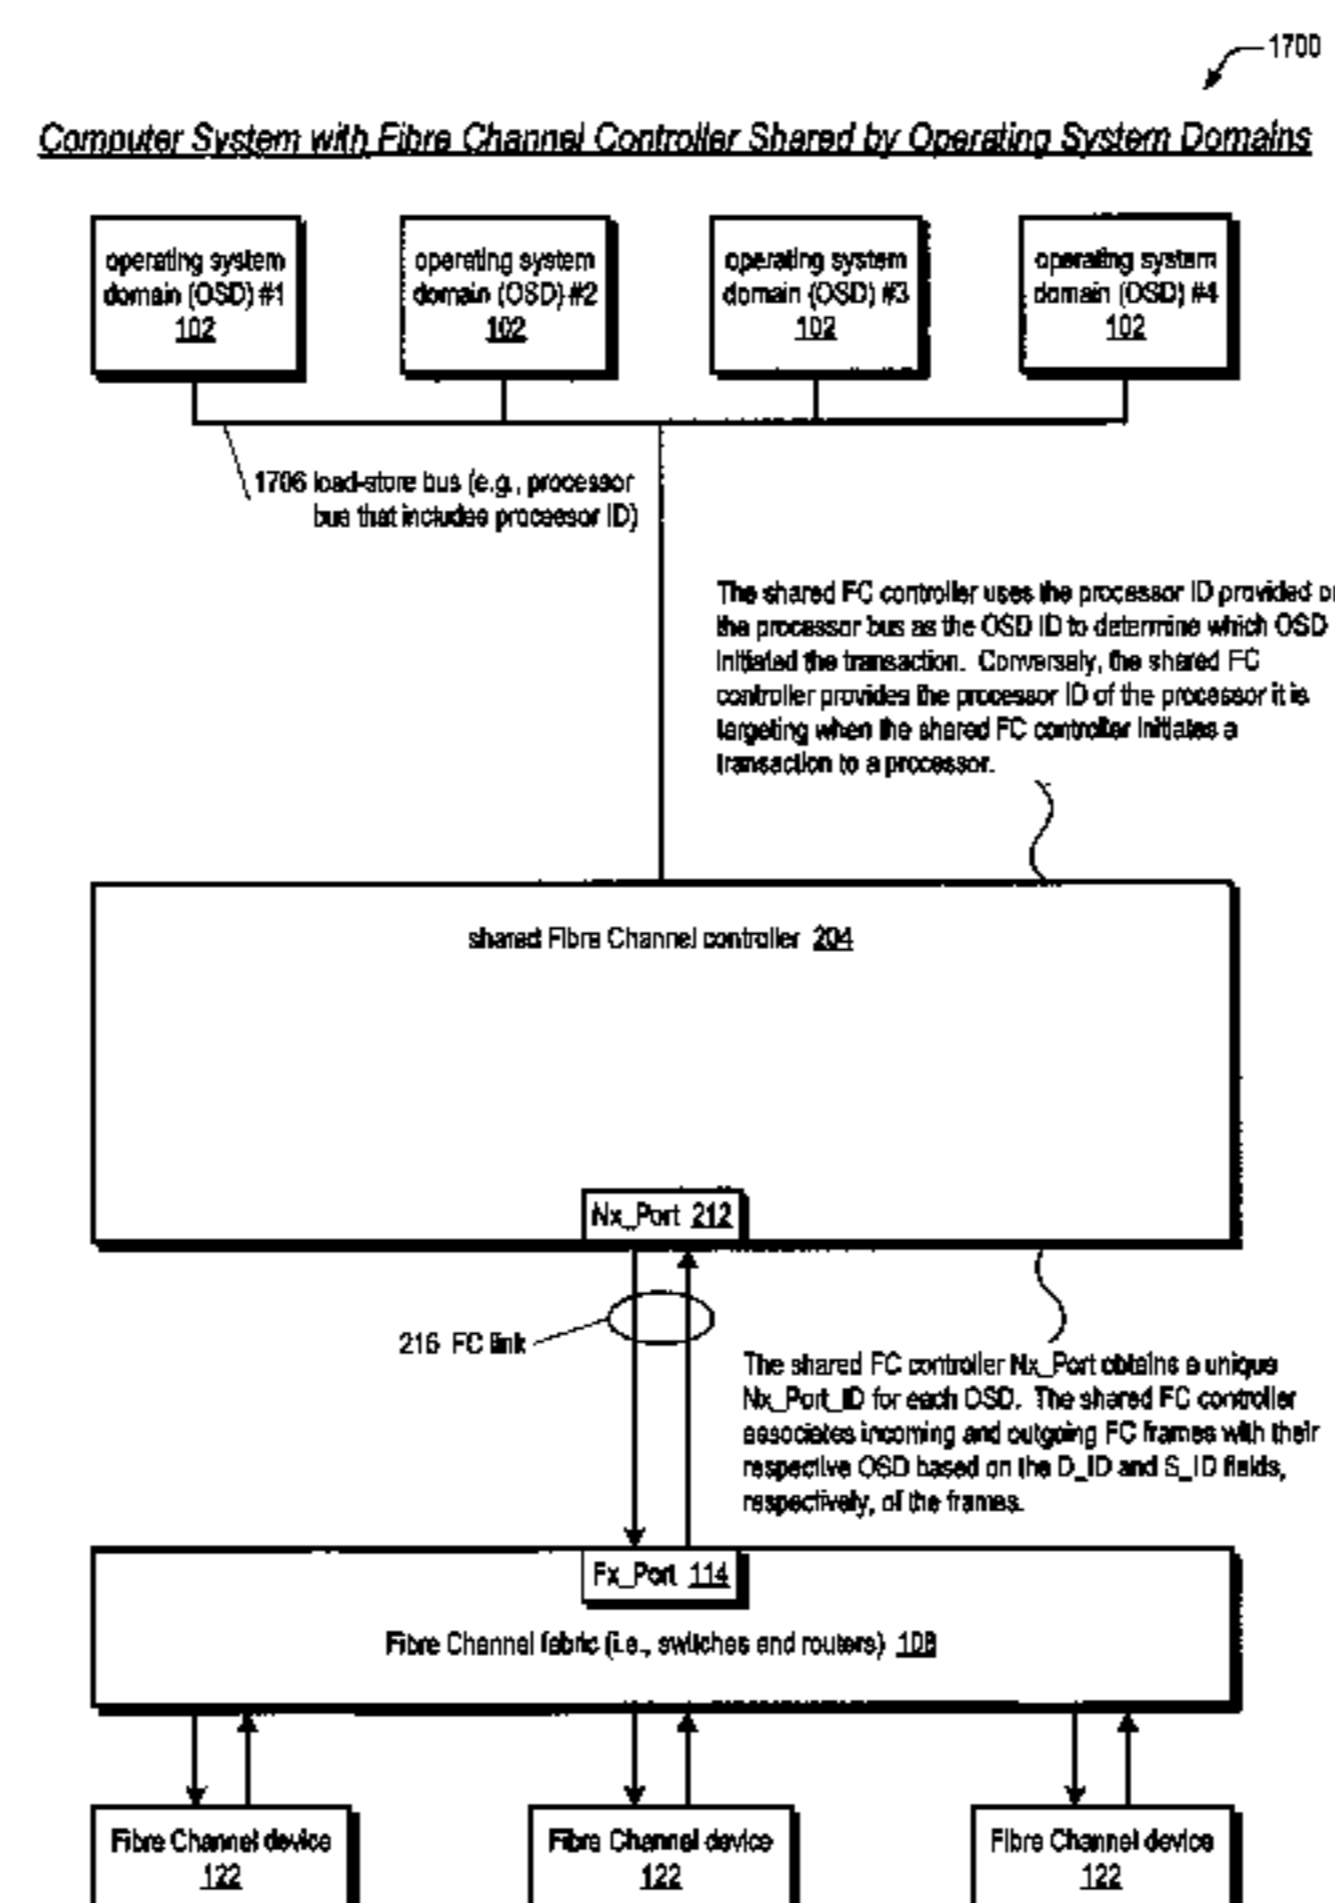 1700
Computer System with Fibre Channel Controller Shared by Operating System Domains
operating system
domain (OSD) #1
102
operating system
domain (OSD) #2
102
operating system
domain (OSD) #3
102
operating system
domain (OSD) #4
102
1706 load-store bus (e.g., processor
bus that includes processor ID)
The shared FC controller uses the processor ID provided
the processor bus as the OSD ID to determine which OSD
initiated the transaction. Conversely, the shared FC
controller provides the processor ID of the processor it is
targeting when the shared FC controller initiates a
transaction to a processor.
shared Fibre Channel controller 204
Nx_Port 212
216 FC link
The shared FC controller Nx_Port obtains a unique
Nx_Port_ID for each OSD. The shared FC controller
associates incoming and outgoing FC frames with their
respective OSD based on the D_ID and S_ID fields,
respectively, of the frames.
Fx_Port 114
Fibre Channel fabric (i.e., switches and routers) 108
Fibre Channel device
122
Fibre Channel device
122
Fibre Channel device
122